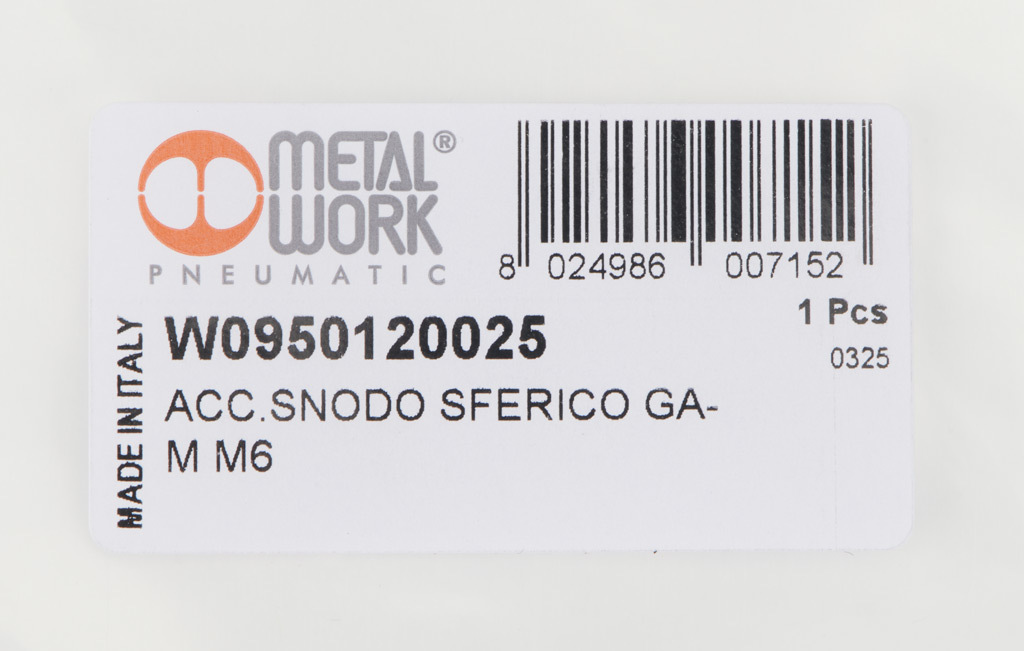 METAL®
WORK
PNEUMATIC
8 024986 007152
1 Pcs
0325
W0950120025
ACC.SNODO SFERICO GA-
M M6
MADE IN ITALY